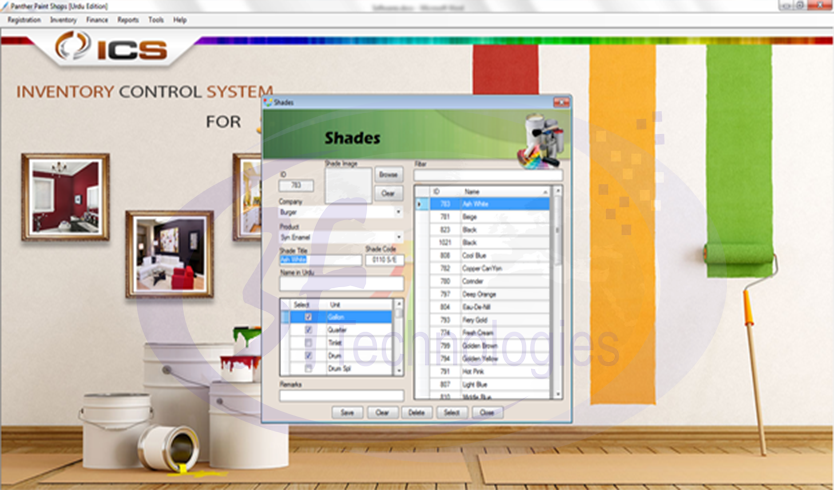 Panther Paint Shops [Urdu Edition]
Registration Inventory Finance Reports Tools Help
ICS
INVENTORY CONTROL SYSTEM
FOR
Shades
Shades
Shade Image
Filter
ID
783
Browse
Clear
Company
Burger
Product
Syn Enamel
Shade Title Shade Code
Ash White 0110 S/E
Name in Urdu
Select Unit
Gallon
Quarter
Tinlet
Drum
Drum Spl
Remarks
ID Name
783 Ash White
781 Beige
823 Black
1021 Black
808 Cool Blue
782 Copper CanYon
780 Corinder
797 Deep Orange
804 Eau-De-Nill
793 Fiery Gold
774 Fresh Cream
799 Golden Brown
794 Golden Yellow
791 Hot Pink
807 Light Blue
810 Middle Blue
Save Clear Delete Select Close
Technologies